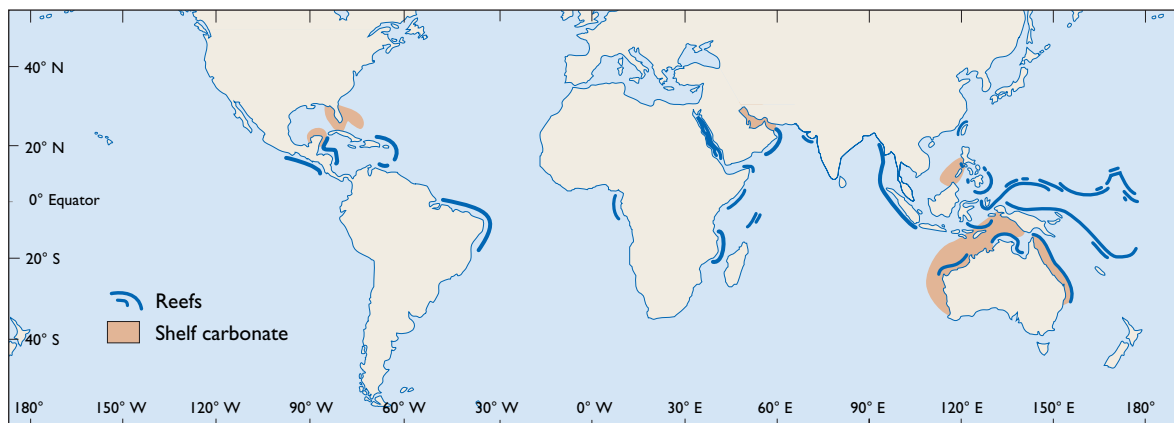 40° N
20° N
0° Equator
20° S
Reefs
Shelf carbonate
40° S
180° 150° W 120° W 90° W 60° W 30° W 0° W 30° E 60° E 90° E 120° E 150° E 180°